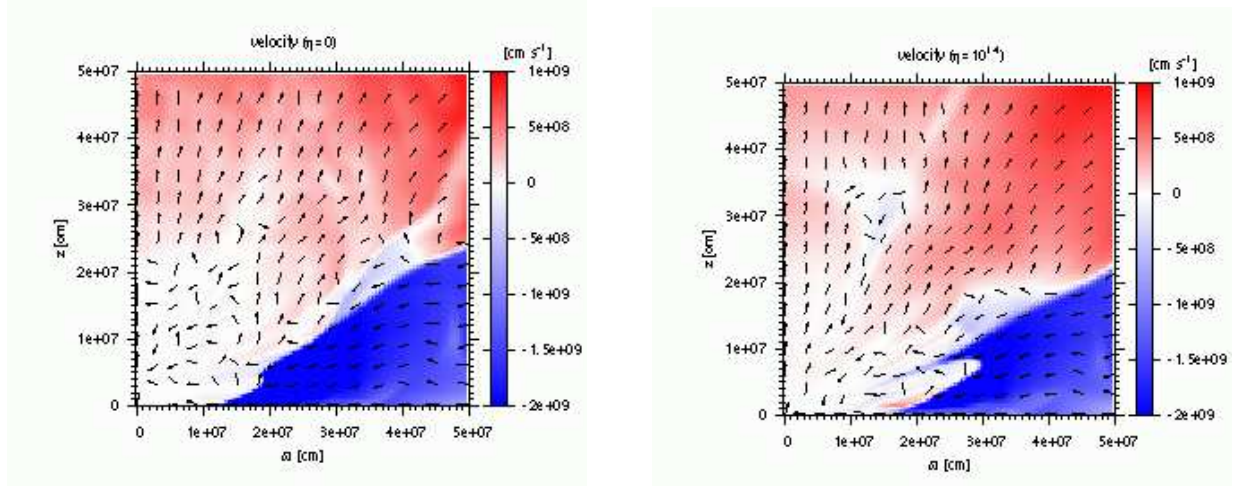 velocity (η = 0)
[cm s⁻¹]
5e+07
4e+07
3e+07
2e+07
1e+07
0
z [cm]
0 1e+07 2e+07 3e+07 4e+07 5e+07
ϖ [cm]
1e+09
5e+08
0
-5e+08
-1e+09
-1.5e+09
-2e+09
velocity (η = 10¹⁴)
[cm s⁻¹]
5e+07
4e+07
3e+07
2e+07
1e+07
0
z [cm]
0 1e+07 2e+07 3e+07 4e+07 5e+07
ϖ [cm]
1e+09
5e+08
0
-5e+08
-1e+09
-1.5e+09
-2e+09